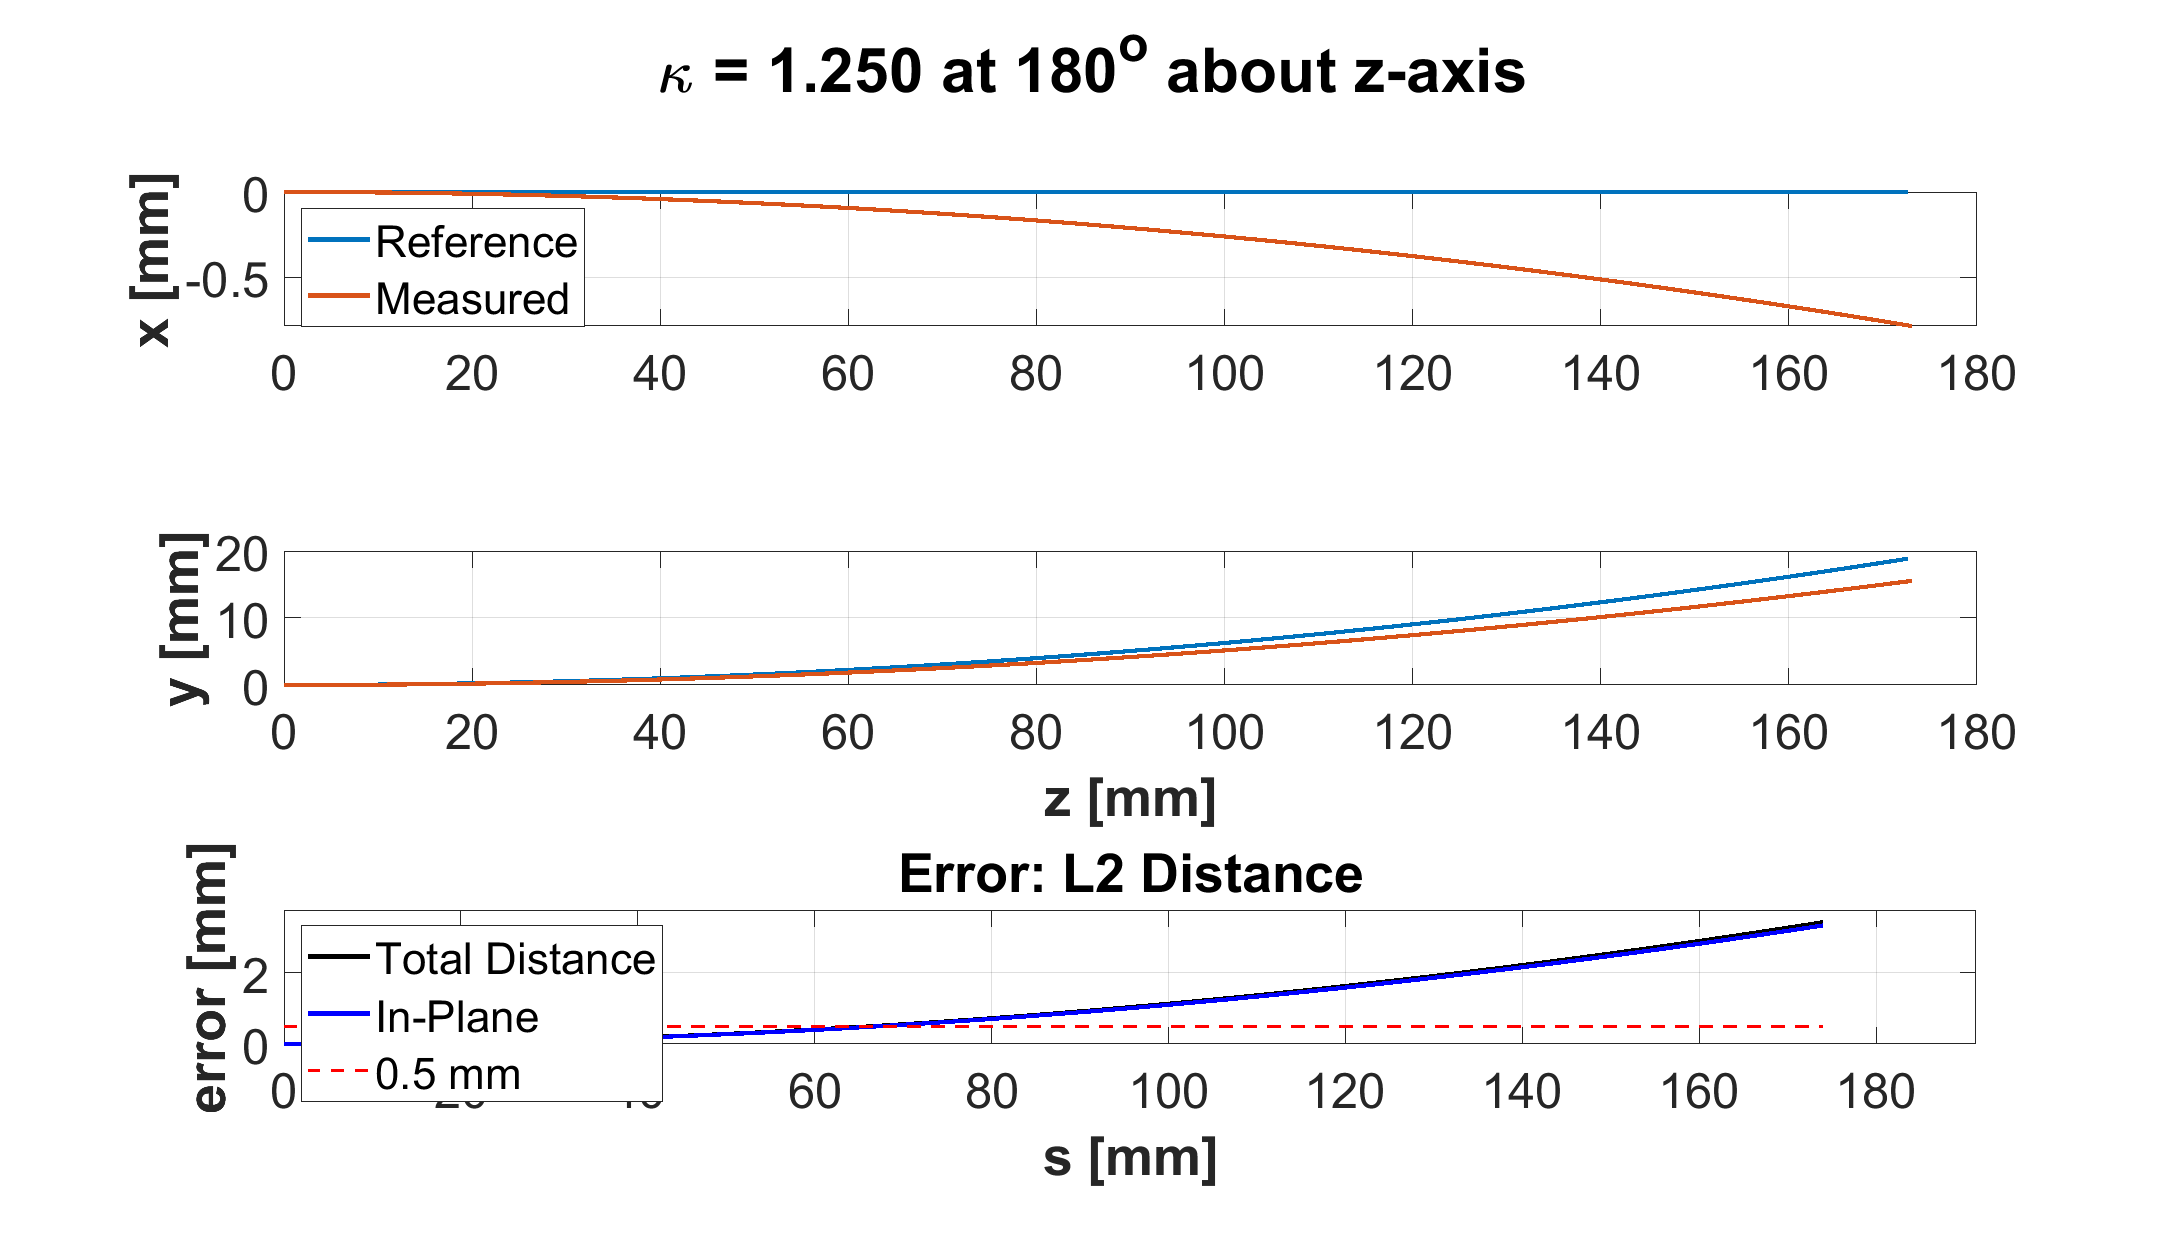 κ = 1.250 at 180° about z-axis
x [mm]
0
-0.5
Reference
Measured
0 20 40 60 80 100 120 140 160 180
y [mm]
20
10
0
0 20 40 60 80 100 120 140 160 180
z [mm]
Error: L2 Distance
error [mm]
2
0
Total Distance
In-Plane
0.5 mm
0 20 40 60 80 100 120 140 160 180
s [mm]